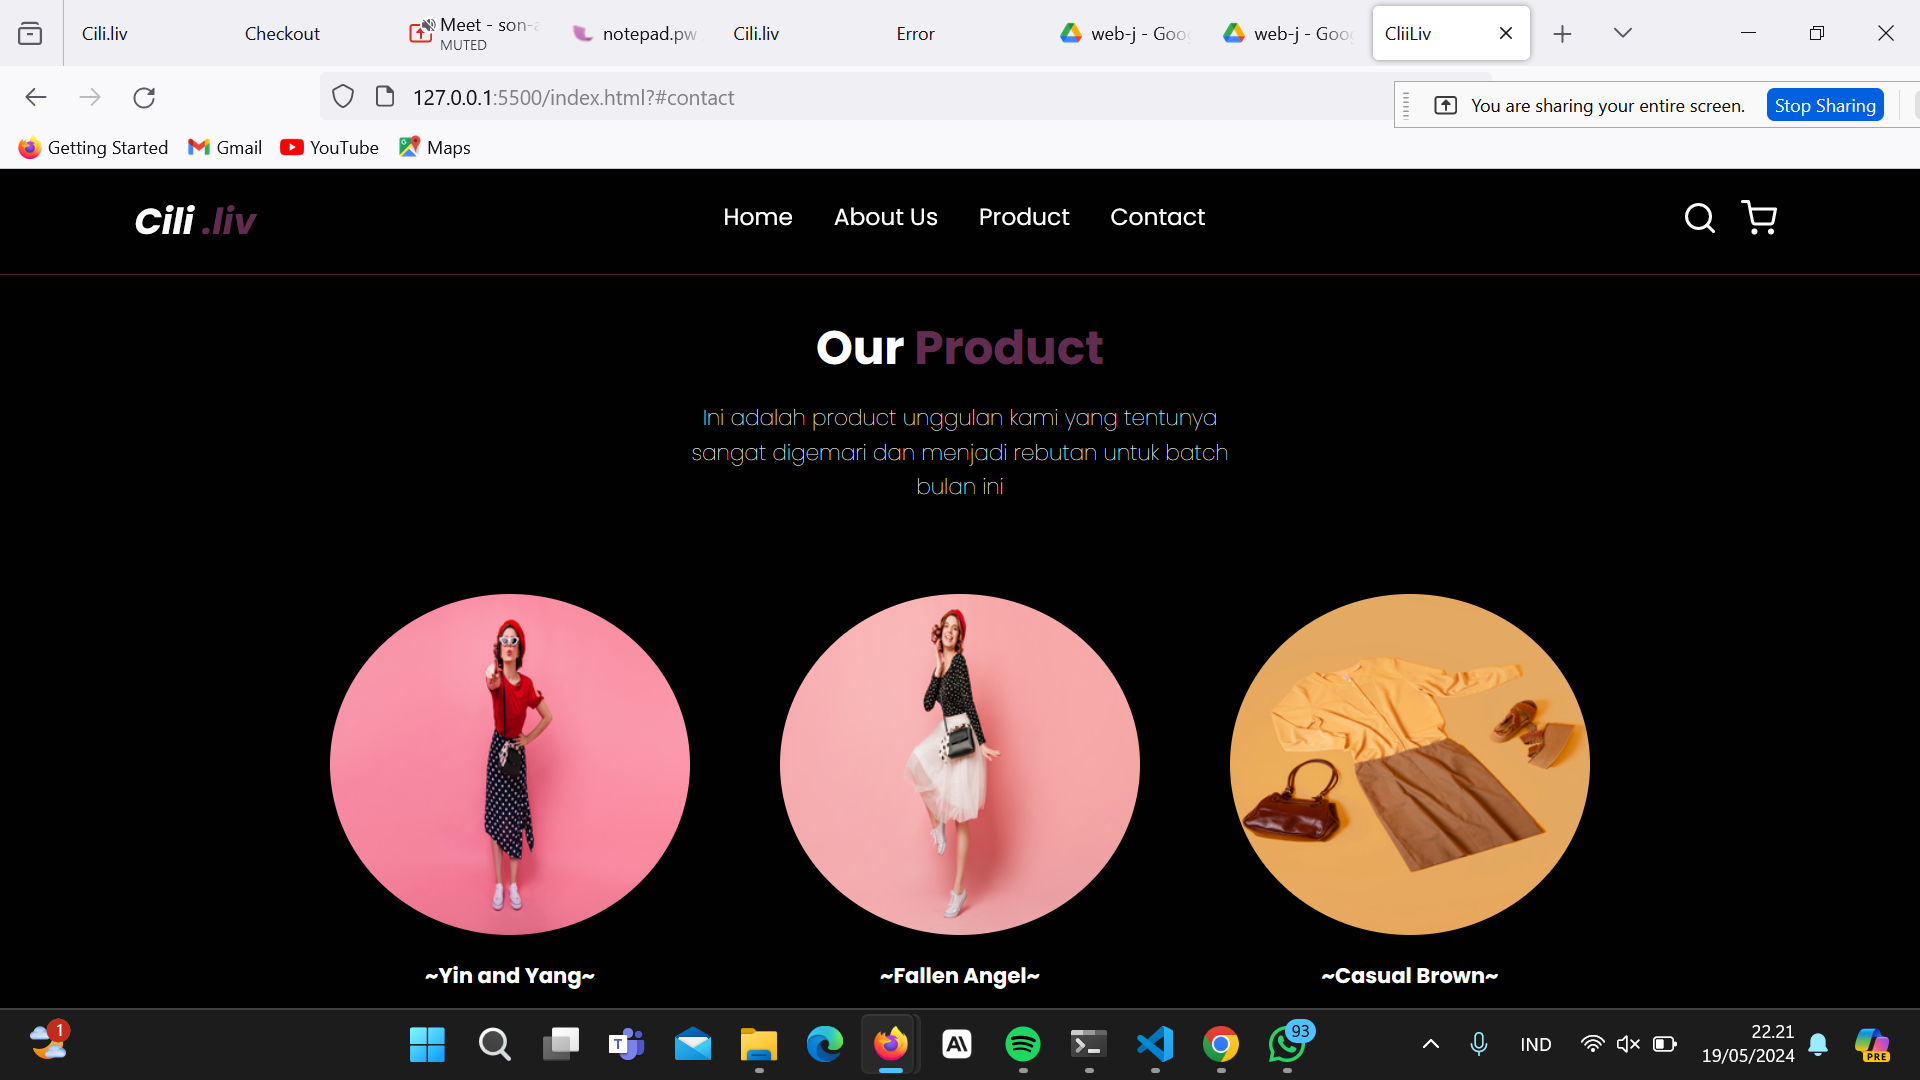 Cili.liv
Checkout
Meet - son-a
MUTED
notepad.pw
Cili.liv
Error
web-j - Goog
web-j - Goog
CliiLiv
127.0.0.1:5500/index.html?#contact
You are sharing your entire screen.
Stop Sharing
Getting Started
Gmail
YouTube
Maps
Cili .liv
Home
About Us
Product
Contact
Our Product
Ini adalah product unggulan kami yang tentunya
sangat digemari dan menjadi rebutan untuk batch
bulan ini
~Yin and Yang~
~Fallen Angel~
~Casual Brown~
1
93
IND
22.21
19/05/2024
PRE